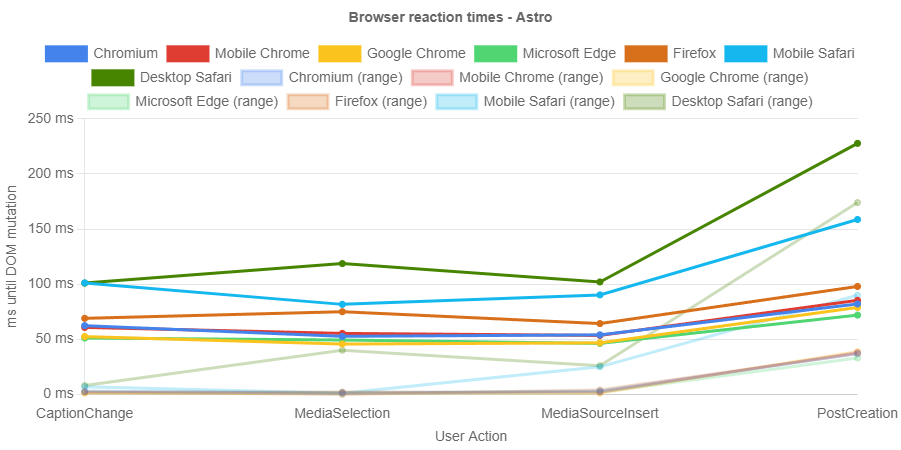 Browser reaction times - Astro
Chromium Mobile Chrome Google Chrome Microsoft Edge Firefox Mobile Safari
Desktop Safari Chromium (range) Mobile Chrome (range) Google Chrome (range)
Microsoft Edge (range) Firefox (range) Mobile Safari (range) Desktop Safari (range)
250 ms
200 ms
150 ms
100 ms
50 ms
0 ms
ms until DOM mutation
CaptionChange MediaSelection MediaSourceInsert PostCreation
User Action